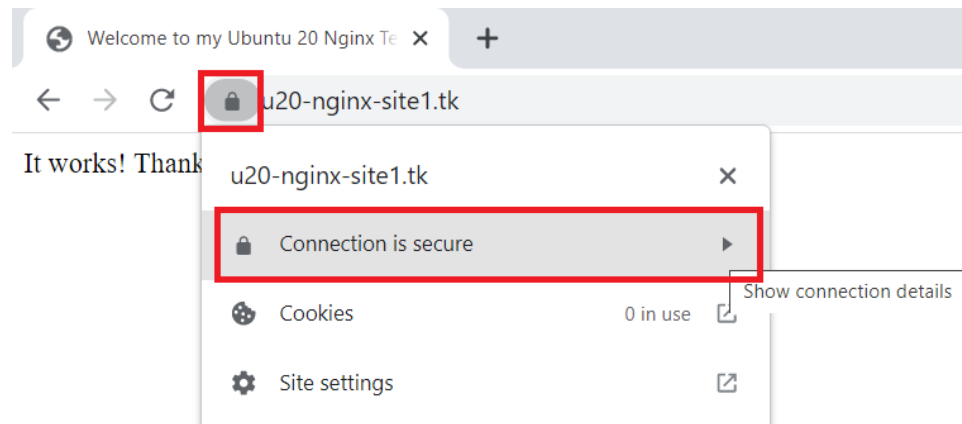 Welcome to my Ubuntu 20 Nginx Te
u20-nginx-site1.tk
It works! Thank
u20-nginx-site1.tk
Connection is secure
Show connection details
Cookies 0 in use
Site settings